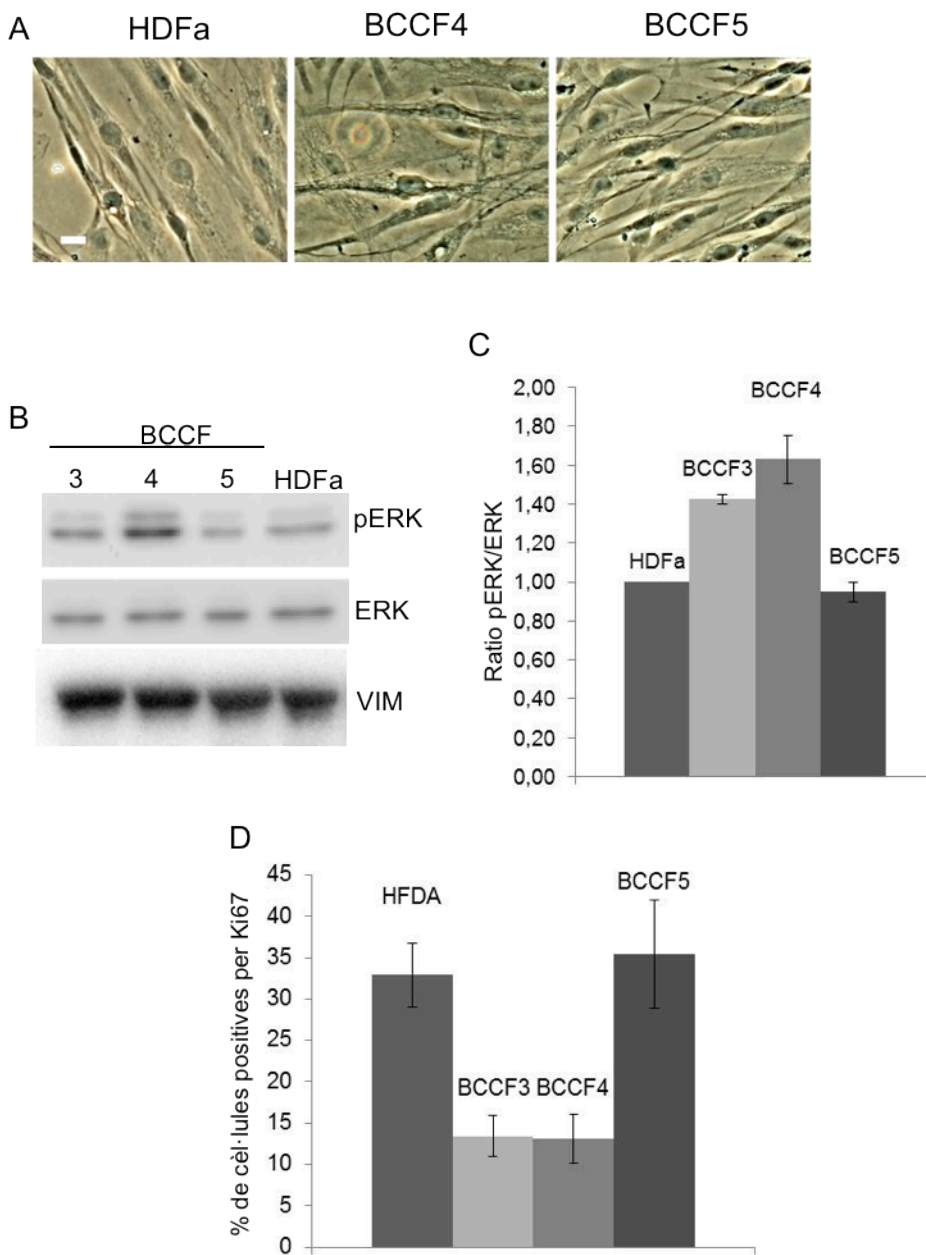 A
HDFa
BCCF4
BCCF5
B
BCCF
3 4 5 HDFa
pERK
ERK
VIM
C
Ratio pERK/ERK
2,00
1,80
1,60
1,40
1,20
1,00
0,80
0,60
0,40
0,20
0,00
HDFa
BCCF3
BCCF4
BCCF5
D
% de cèl·lules positives per Ki67
45
40
35
30
25
20
15
10
5
0
HFDA
BCCF3
BCCF4
BCCF5